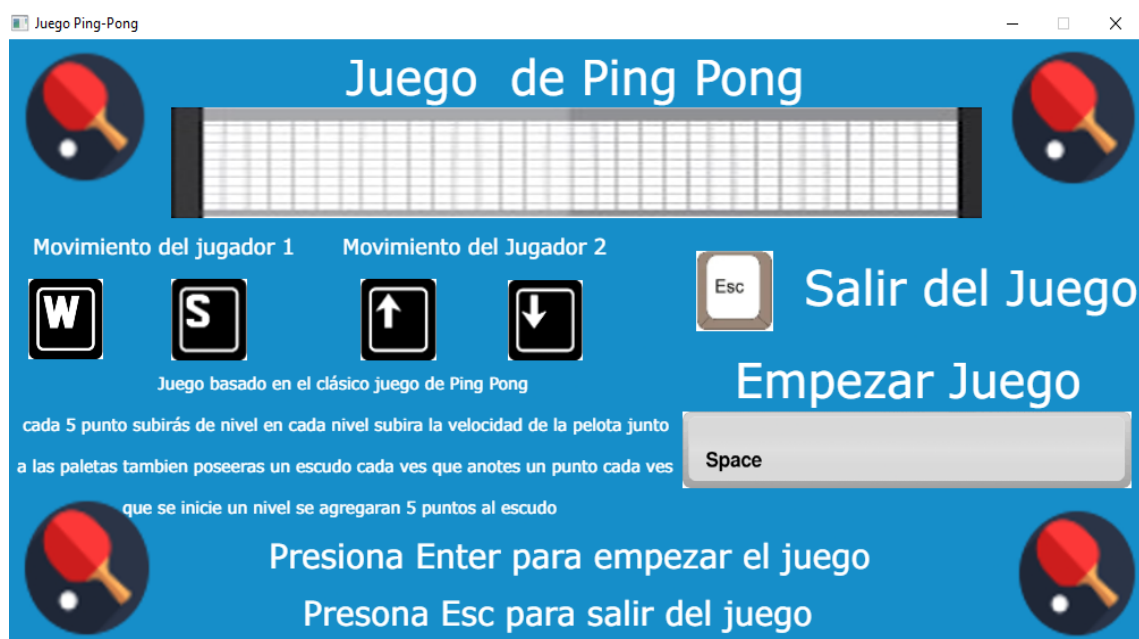 Juego Ping-Pong
Juego de Ping Pong
Movimiento del jugador 1
Movimiento del Jugador 2
W
S
Esc
Salir del Juego
Juego basado en el clásico juego de Ping Pong
cada 5 punto subirás de nivel en cada nivel subira la velocidad de la pelota junto
a las paletas tambien poseeras un escudo cada ves que anotes un punto cada ves
que se inicie un nivel se agregaran 5 puntos al escudo
Empezar Juego
Space
Presiona Enter para empezar el juego
Presona Esc para salir del juego